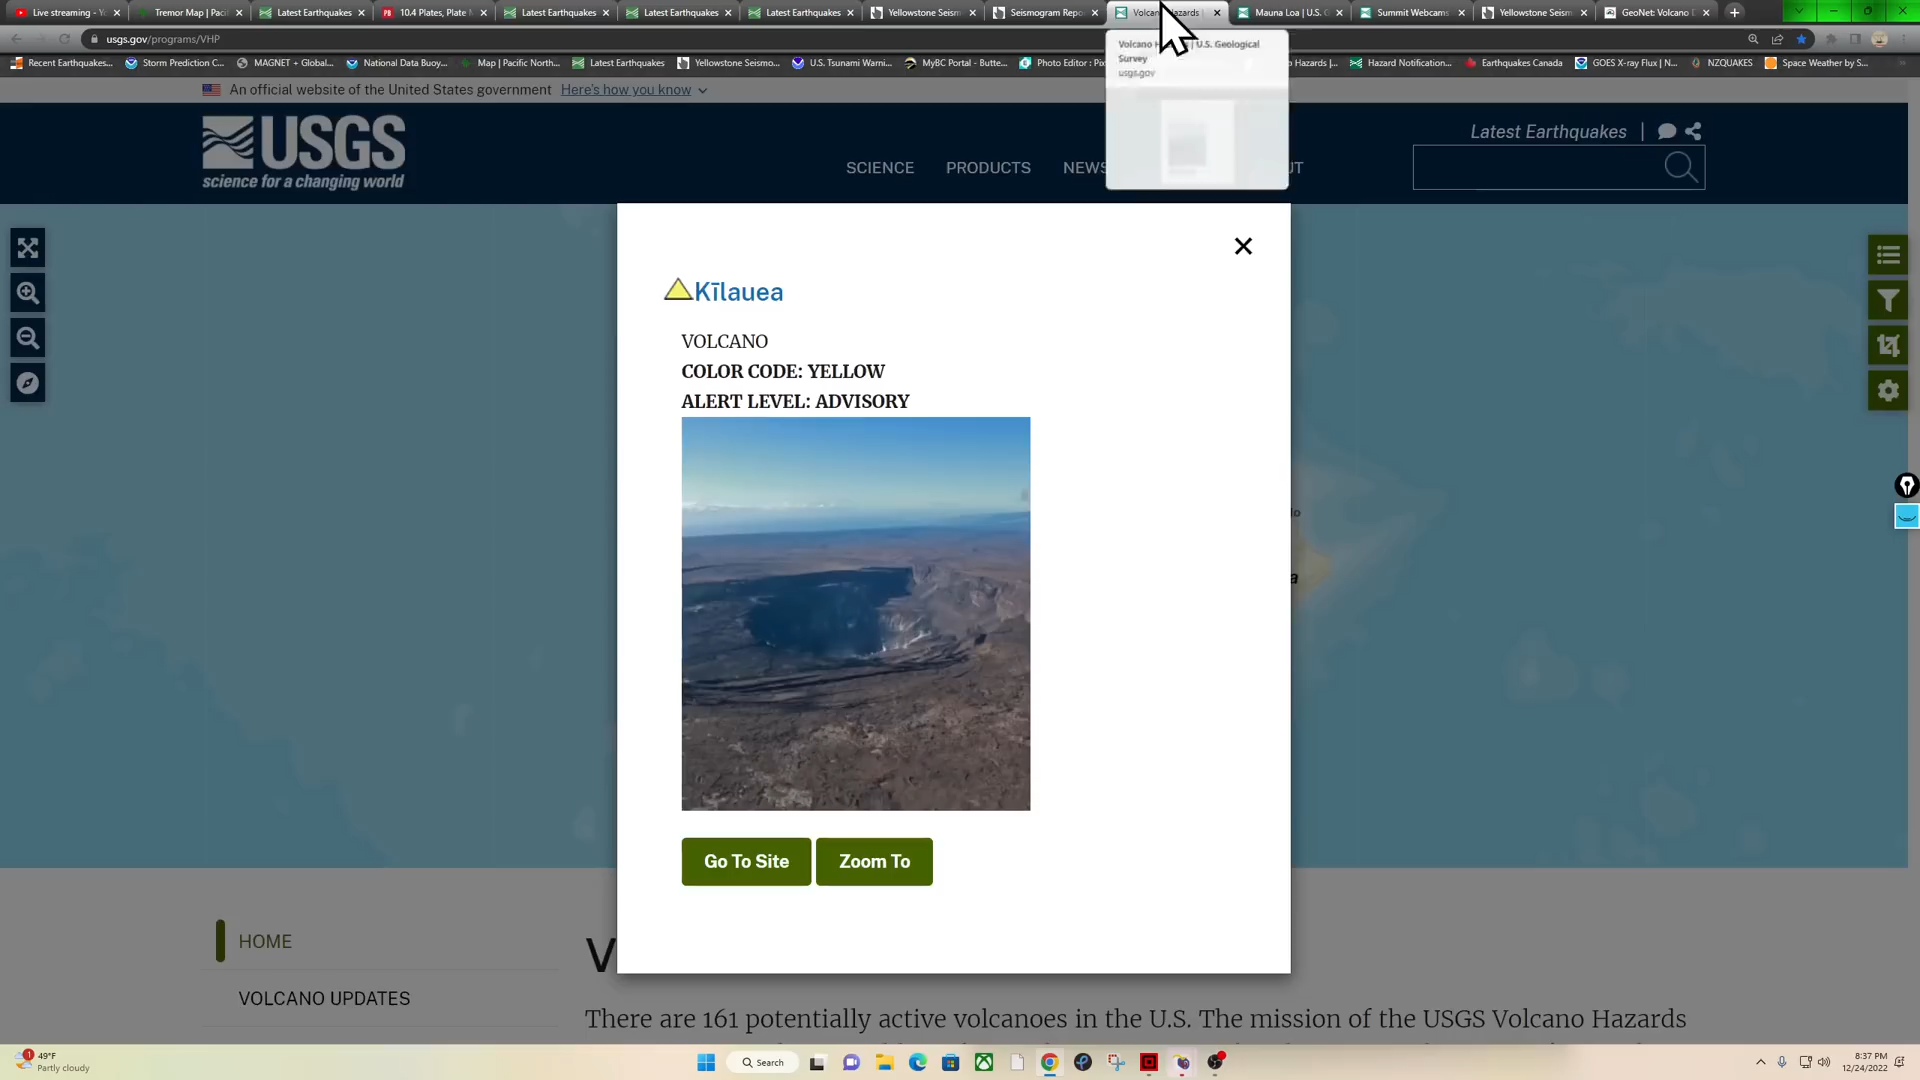 Live streaming - Y
Tremor Map | Paci
Latest Earthquakes
10.4 Plates, Plate M
Latest Earthquakes
Latest Earthquakes
Latest Earthquakes
Yellowstone Seism
Seismogram Repo
Volcano Hazards |
Mauna Loa | U.S. G
Summit Webcams
Yellowstone Seism
GeoNet: Volcano
usgs.gov/programs/VHP
Recent Earthquakes...
Storm Prediction C...
MAGNET + Global...
National Data Buoy...
Map | Pacific North...
Latest Earthquakes
Yellowstone Seismo...
U.S. Tsunami Warni...
MyBC Portal - Butte...
Photo Editor : Pix
o Hazards |...
Hazard Notification...
Earthquakes Canada
GOES X-ray Flux | N...
NZQUAKES
Space Weather by S...
| U.S. Geological
Survey
usgs.gov
An official website of the United States government Here's how you know
USGS
science for a changing world
Latest Earthquakes |
SCIENCE PRODUCTS NEWS UT
Kīlauea
VOLCANO
COLOR CODE: YELLOW
ALERT LEVEL: ADVISORY
lo
a
Go To Site Zoom To
HOME
VOLCANO UPDATES
V
There are 161 potentially active volcanoes in the U.S. The mission of the USGS Volcano Hazards
1
49°F
Partly cloudy
Search
8:37 PM
12/24/2022